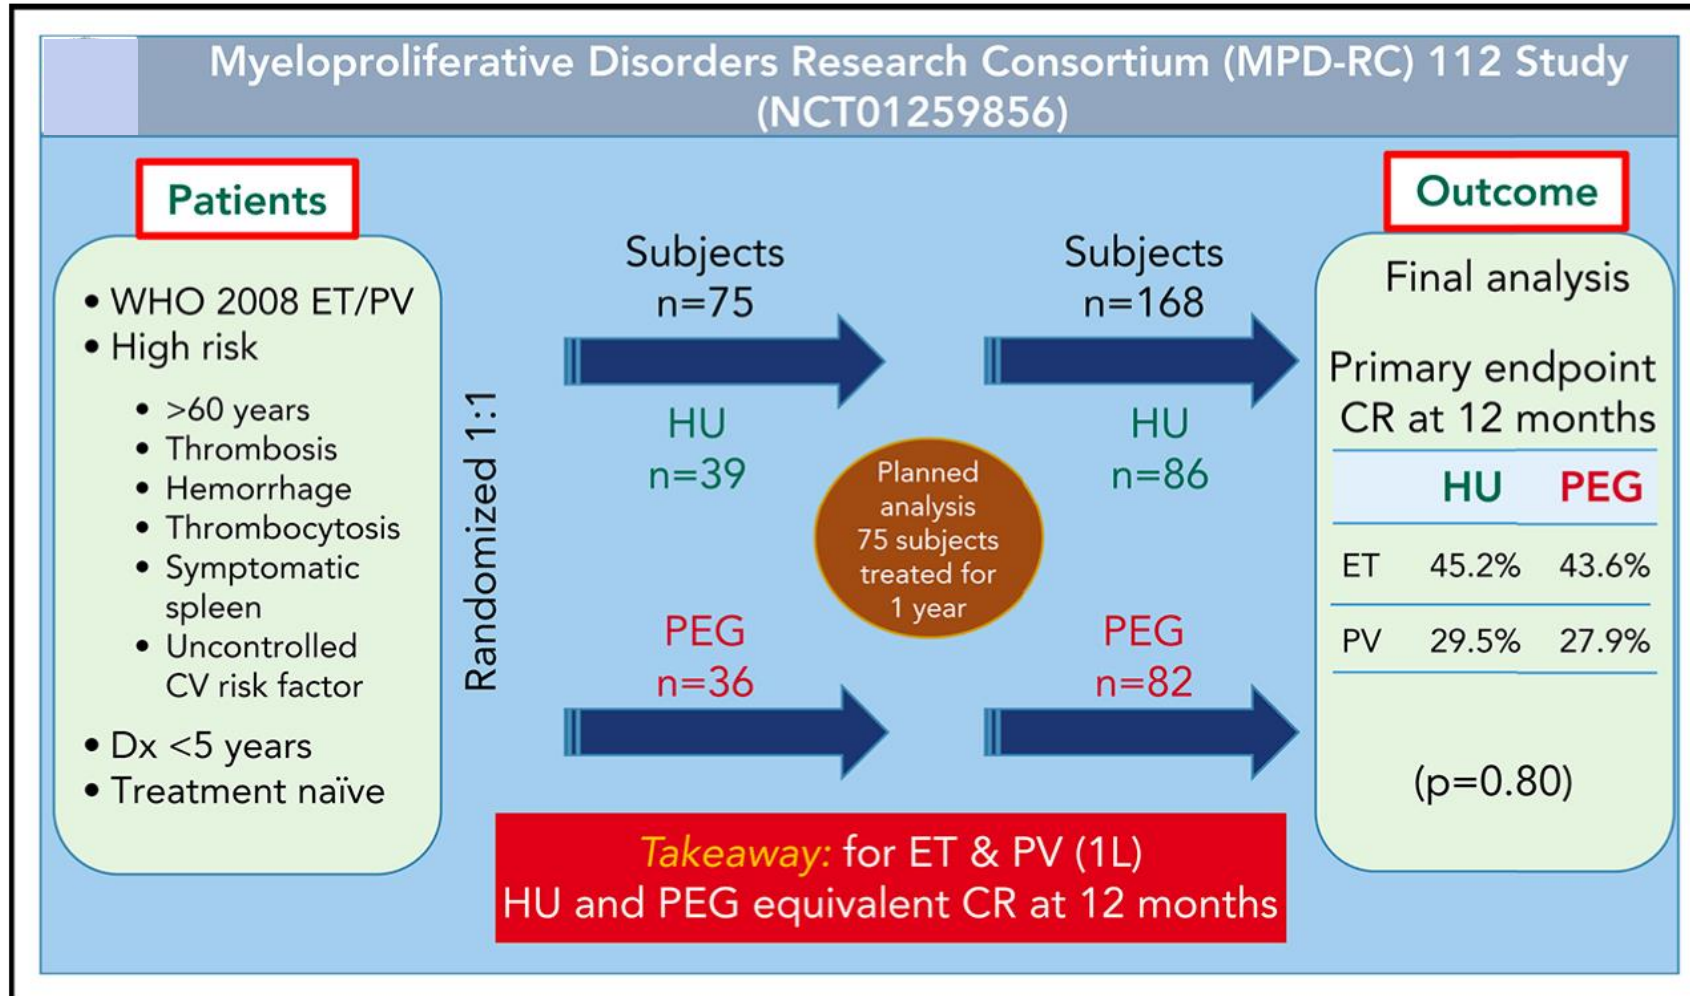 Myeloproliferative Disorders Research Consortium (MPD-RC) 112 Study
(NCT01259856)
Patients
• WHO 2008 ET/PV
• High risk
• >60 years
• Thrombosis
• Hemorrhage
• Thrombocytosis
• Symptomatic
spleen
• Uncontrolled
CV risk factor
• Dx <5 years
• Treatment naïve
Randomized 1:1
Subjects
n=75
HU
n=39
PEG
n=36
Planned
analysis
75 subjects
treated for
1 year
Subjects
n=168
HU
n=86
PEG
n=82
Takeaway: for ET & PV (1L)
HU and PEG equivalent CR at 12 months
Outcome
Final analysis
Primary endpoint
CR at 12 months
HU PEG
ET 45.2% 43.6%
PV 29.5% 27.9%
(p=0.80)